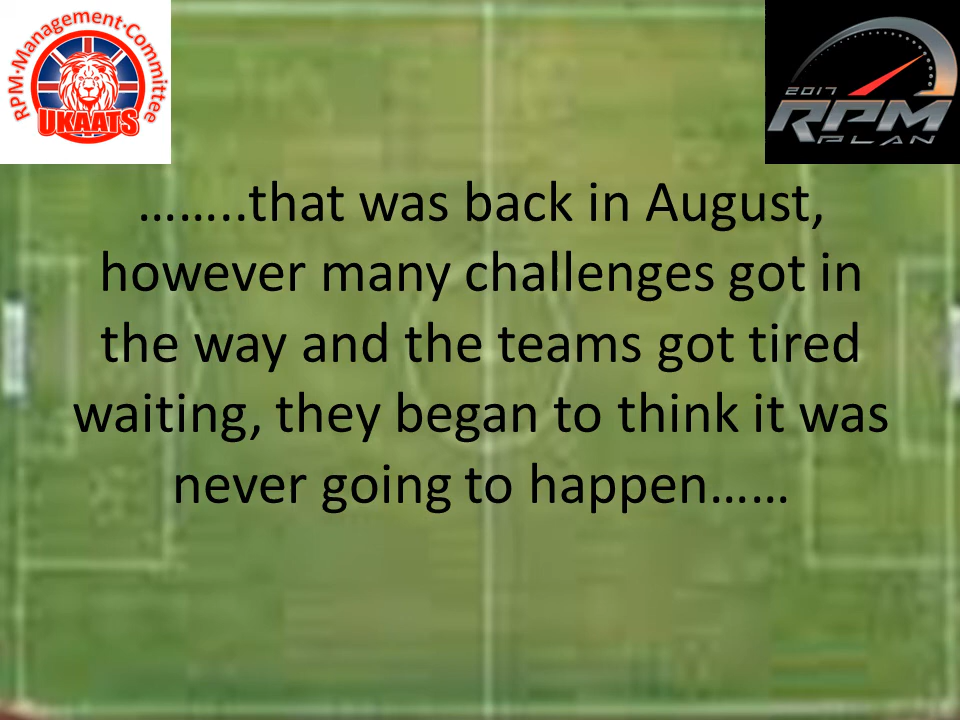 RPM·Management·Committee
UKAATS
2017
RPM
PLAN
……..that was back in August,
however many challenges got in
the way and the teams got tired
waiting, they began to think it was
never going to happen……